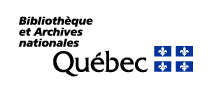 Bibliothèque
et Archives
nationales
Québec